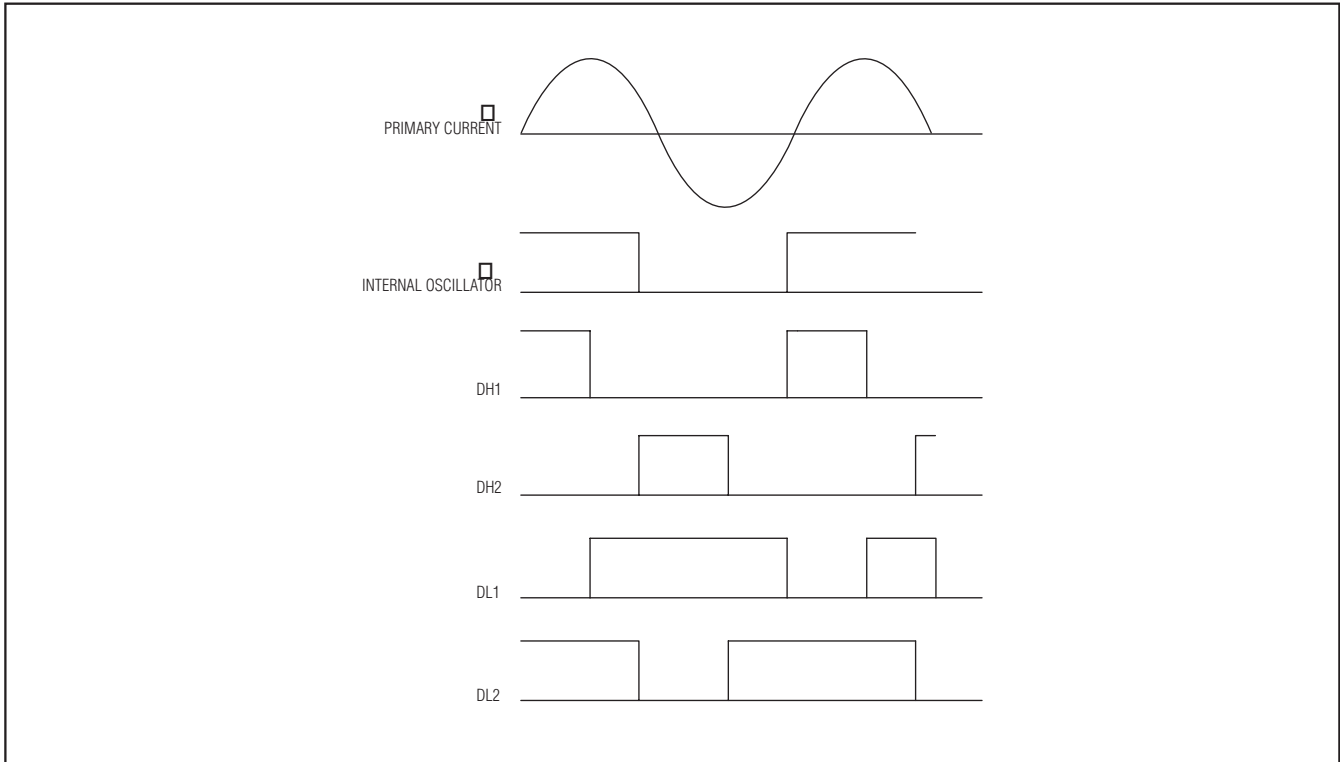 PRIMARY CURRENT
INTERNAL OSCILLATOR
DH1
DH2
DL1
DL2